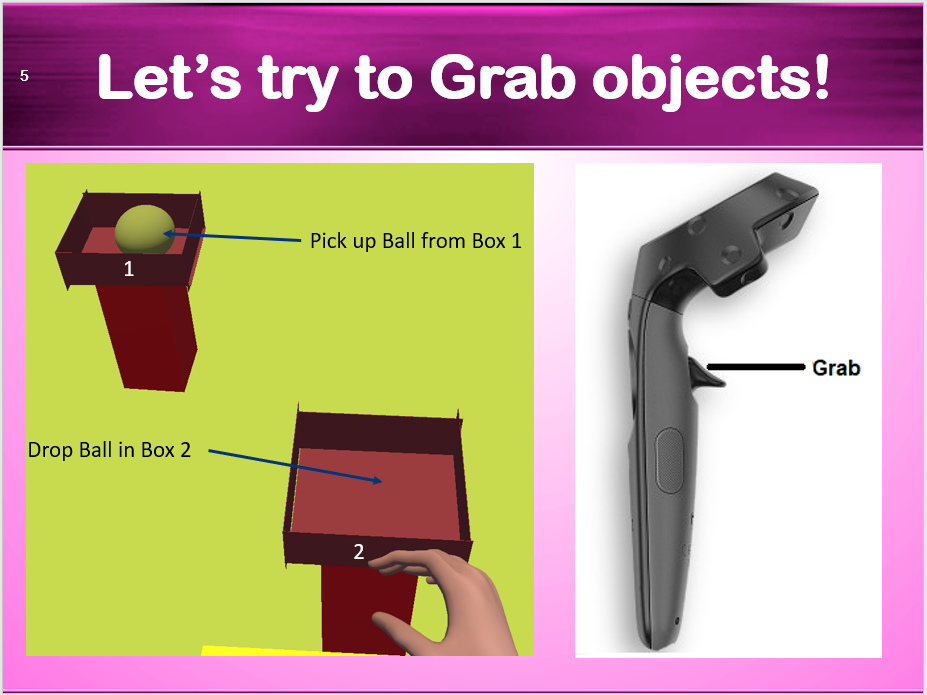 5
Let's try to Grab objects!
Pick up Ball from Box 1
1
Grab
Drop Ball in Box 2
2